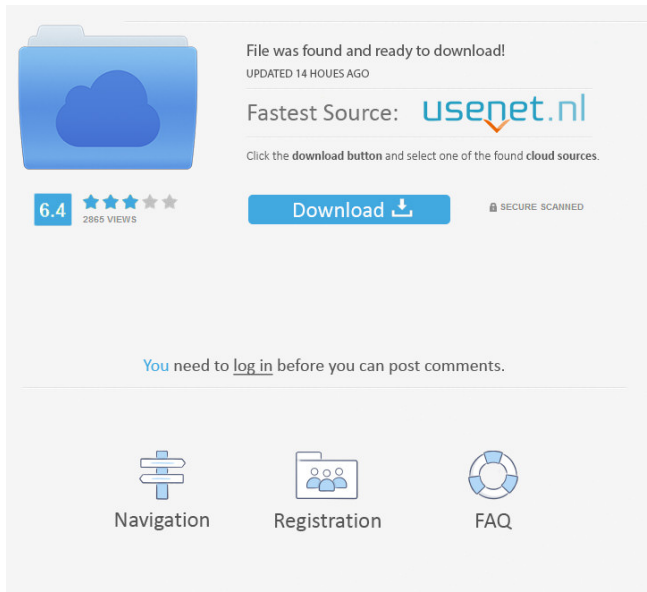 File was found and ready to download!
UPDATED 14 HOUES AGO
Fastest Source: usenet.nl
Click the download button and select one of the found cloud sources.
6.4
2865 VIEWS
Download
SECURE SCANNED
You need to log in before you can post comments.
Navigation
Registration
FAQ